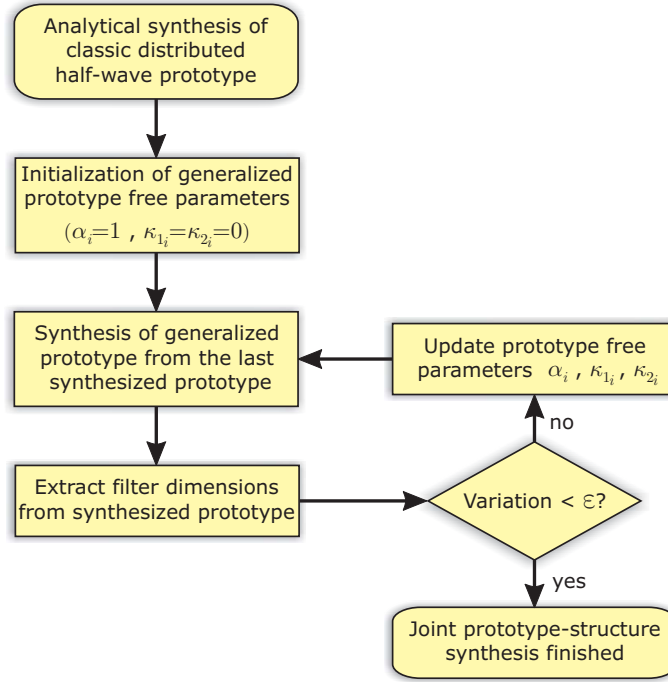 Analytical synthesis of
classic distributed
half-wave prototype
Initialization of generalized
prototype free parameters
(αᵢ=1 , κ₁ᵢ=κ₂ᵢ=0)
Synthesis of generalized
prototype from the last
synthesized prototype
Update prototype free
parameters αᵢ , κ₁ᵢ, κ₂ᵢ
no
Extract filter dimensions
from synthesized prototype
Variation < ε?
yes
Joint prototype-structure
synthesis finished